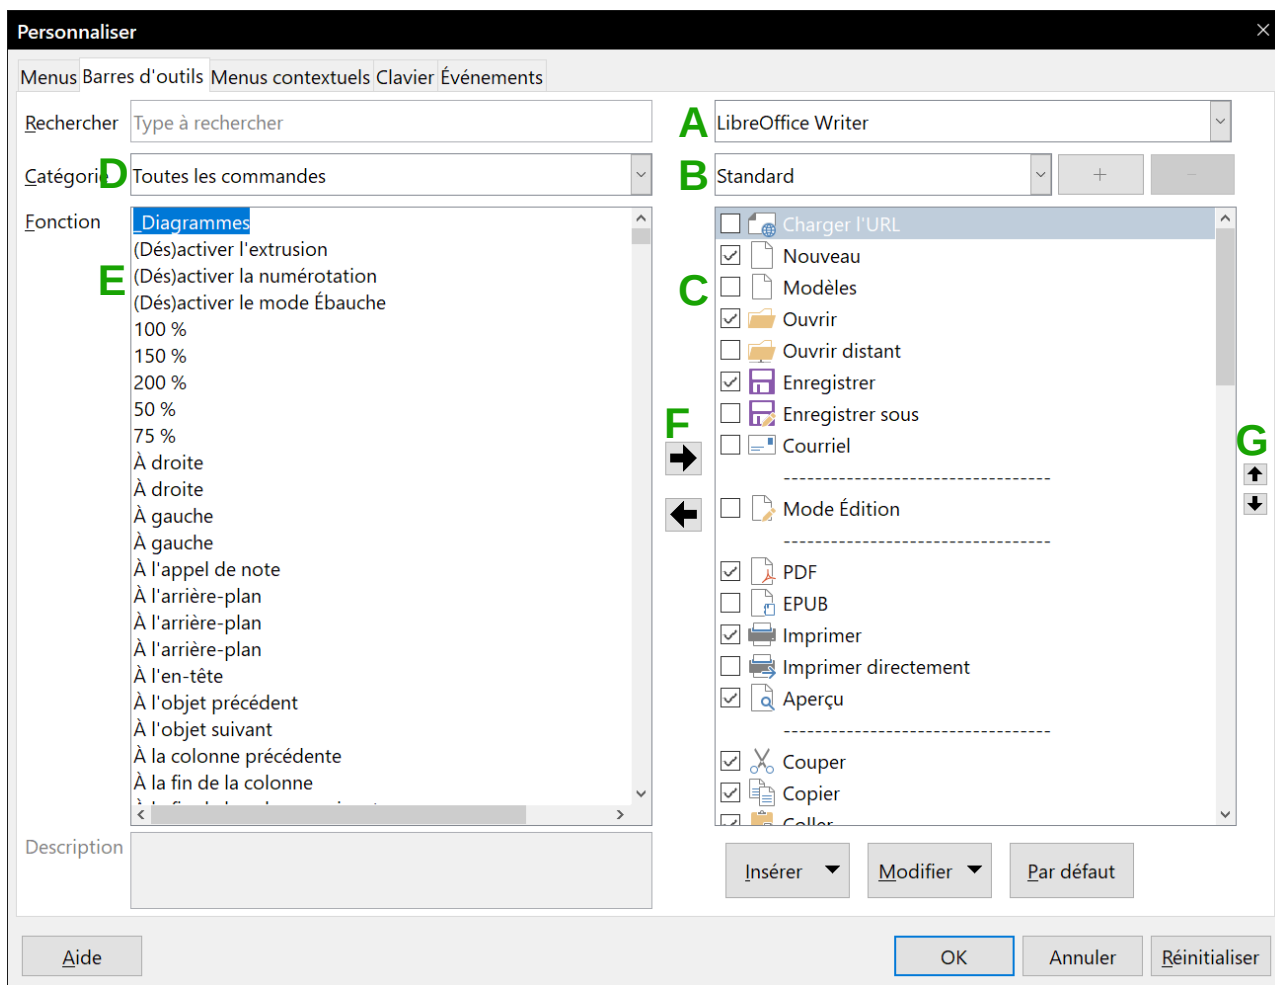 Personnaliser
Menus Barres d'outils Menus contextuels Clavier Événements
Rechercher Type à rechercher
A LibreOffice Writer
Catégorie D Toutes les commandes
B Standard + −
Fonction
E
_Diagrammes
(Dés)activer l'extrusion
(Dés)activer la numérotation
(Dés)activer le mode Ébauche
100 %
150 %
200 %
50 %
75 %
À droite
À droite
À gauche
À gauche
À l'appel de note
À l'arrière-plan
À l'arrière-plan
À l'arrière-plan
À l'en-tête
À l'objet précédent
À l'objet suivant
À la colonne précédente
À la fin de la colonne
Description
F
C
Charger l'URL
Nouveau
Modèles
Ouvrir
Ouvrir distant
Enregistrer
Enregistrer sous
Courriel
---------------------------------
Mode Édition
---------------------------------
PDF
EPUB
Imprimer
Imprimer directement
Aperçu
---------------------------------
Couper
Copier
Coller
G
Insérer Modifier Par défaut
Aide OK Annuler Réinitialiser